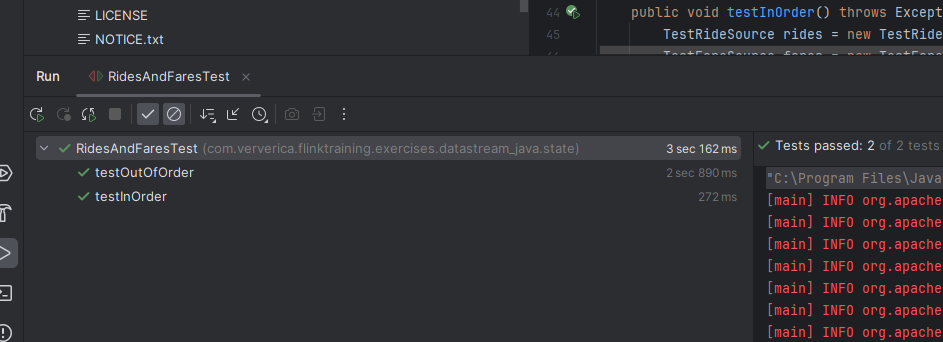 LICENSE
NOTICE.txt
44 public void testInOrder() throws Except
45 TestRideSource rides = new TestRide
Run RidesAndFaresTest ×
RidesAndFaresTest (com.ververica.flinktraining.exercises.datastream_java.state) 3 sec 162 ms
testOutOfOrder 2 sec 890 ms
testInOrder 272 ms
Tests passed: 2 of 2 tests
"C:\Program Files\Java
[main] INFO org.apache
[main] INFO org.apache
[main] INFO org.apache
[main] INFO org.apache
[main] INFO org.apache
[main] INFO org.apache
[main] INFO org.apache